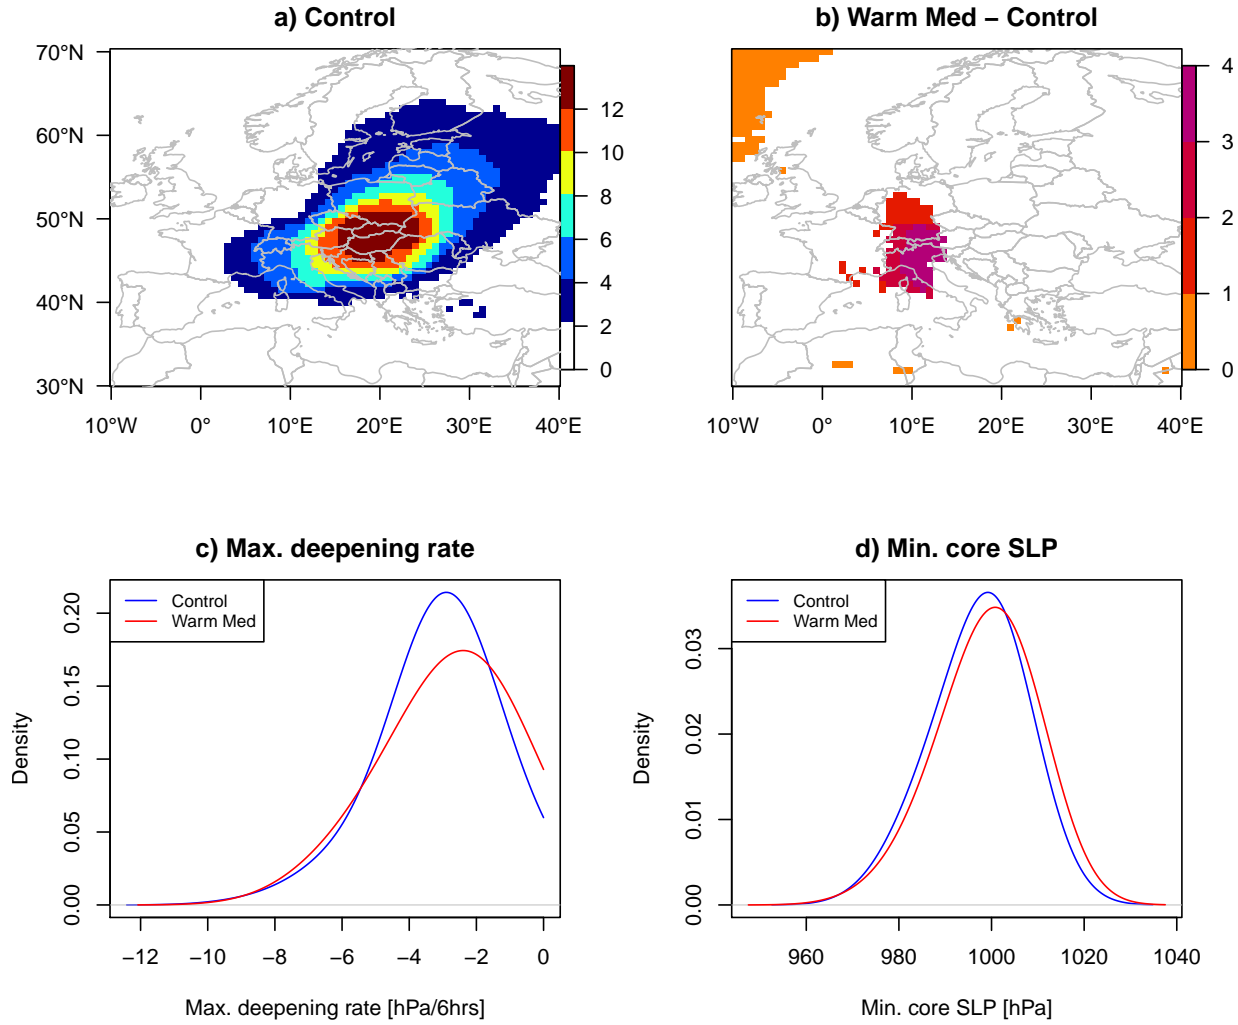 a) Control
70°N
60°N
50°N
40°N
30°N
10°W 0° 10°E 20°E 30°E 40°E
12
10
8
6
4
2
0
b) Warm Med − Control
4
3
2
1
0
10°W 0° 10°E 20°E 30°E 40°E
c) Max. deepening rate
Control
Warm Med
Density
0.20
0.15
0.10
0.05
0.00
−12 −10 −8 −6 −4 −2 0
Max. deepening rate [hPa/6hrs]
d) Min. core SLP
Control
Warm Med
Density
0.03
0.02
0.01
0.00
960 980 1000 1020 1040
Min. core SLP [hPa]